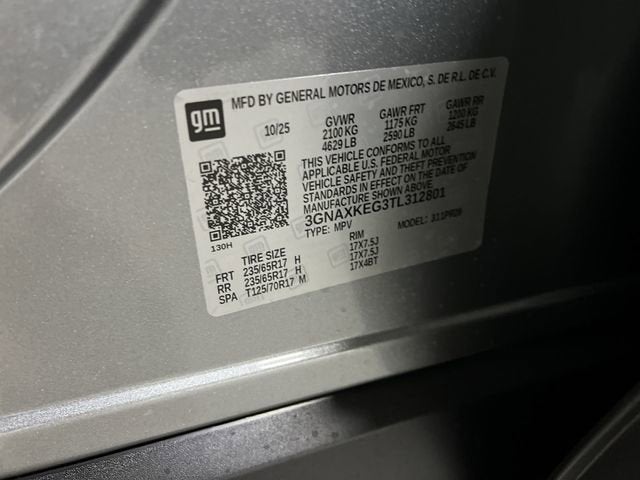 gm
MFD BY GENERAL MOTORS DE MEXICO, S. DE R.L. DE C.V.
10/25 GVWR GAWR FRT GAWR RR
2100 KG 1175 KG 1200 KG
4629 LB 2590 LB 2645 LB
THIS VEHICLE CONFORMS TO ALL
APPLICABLE U.S. FEDERAL MOTOR
VEHICLE SAFETY AND THEFT PREVENTION
STANDARDS IN EFFECT ON THE DATE OF
MANUFACTURE SHOWN ABOVE.
3GNAXKEG3TL312801
TYPE: MPV MODEL: 311PR26
130H
TIRE SIZE RIM
FRT 235/65R17 H 17X7.5J
RR 235/65R17 H 17X7.5J
SPA T125/70R17 M 17X4BT